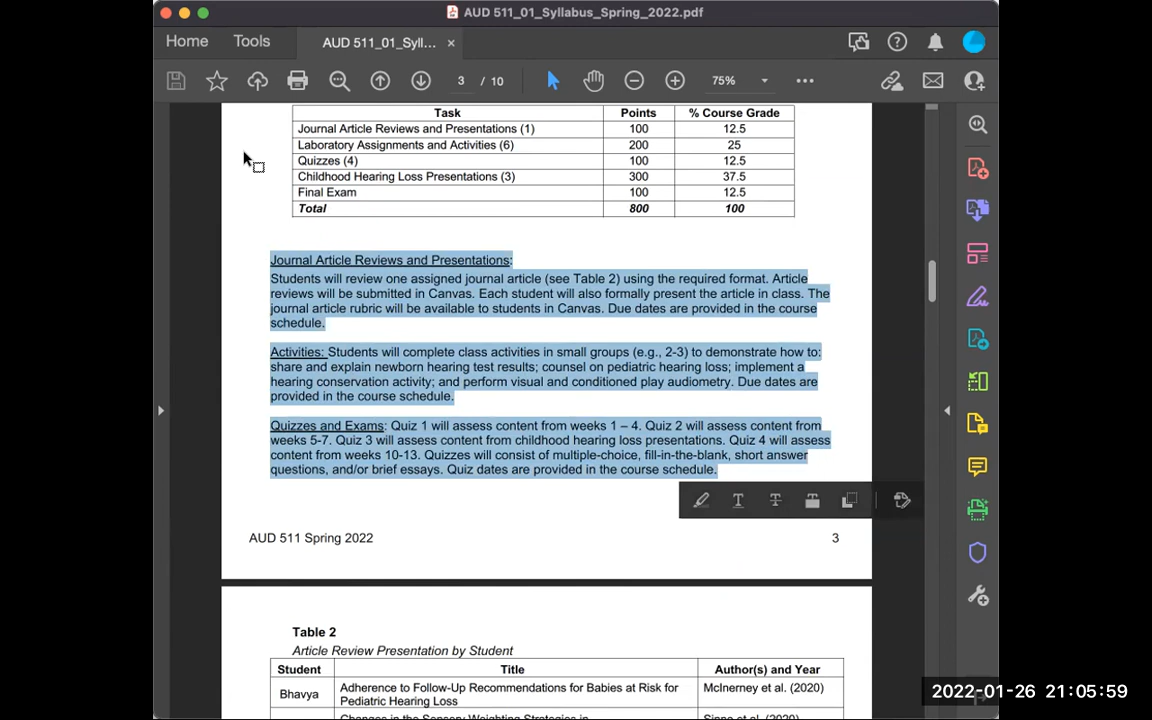 AUD 511_01_Syllabus_Spring_2022.pdf
Home Tools AUD 511_01_Syll... ×
3 / 10 75%
Task Points % Course Grade
Journal Article Reviews and Presentations (1) 100 12.5
Laboratory Assignments and Activities (6) 200 25
Quizzes (4) 100 12.5
Childhood Hearing Loss Presentations (3) 300 37.5
Final Exam 100 12.5
Total 800 100
Journal Article Reviews and Presentations:
Students will review one assigned journal article (see Table 2) using the required format. Article
reviews will be submitted in Canvas. Each student will also formally present the article in class. The
journal article rubric will be available to students in Canvas. Due dates are provided in the course
schedule.
Activities: Students will complete class activities in small groups (e.g., 2-3) to demonstrate how to:
share and explain newborn hearing test results; counsel on pediatric hearing loss; implement a
hearing conservation activity; and perform visual and conditioned play audiometry. Due dates are
provided in the course schedule.
Quizzes and Exams: Quiz 1 will assess content from weeks 1 – 4. Quiz 2 will assess content from
weeks 5-7. Quiz 3 will assess content from childhood hearing loss presentations. Quiz 4 will assess
content from weeks 10-13. Quizzes will consist of multiple-choice, fill-in-the-blank, short answer
questions, and/or brief essays. Quiz dates are provided in the course schedule.
AUD 511 Spring 2022 3
Table 2
Article Review Presentation by Student
Student Title Author(s) and Year
Bhavya Adherence to Follow-Up Recommendations for Babies at Risk for McInerney et al. (2020)
Pediatric Hearing Loss
Changes in the Sensory Weighting Strategies in
2022-01-26 21:05:59